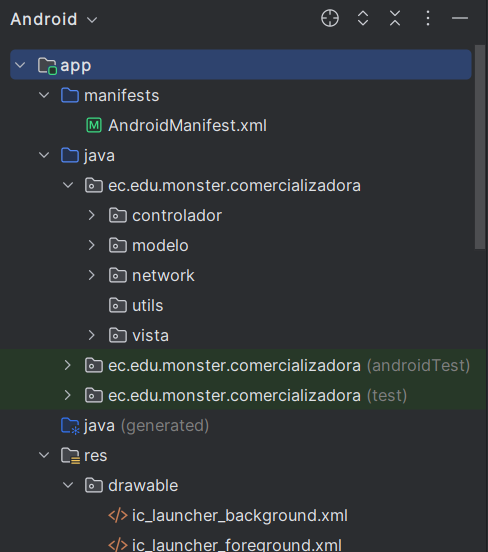 Android
app
manifests
M AndroidManifest.xml
java
ec.edu.monster.comercializadora
controlador
modelo
network
utils
vista
ec.edu.monster.comercializadora (androidTest)
ec.edu.monster.comercializadora (test)
java (generated)
res
drawable
</> ic_launcher_background.xml
</> ic_launcher_foreground.xml